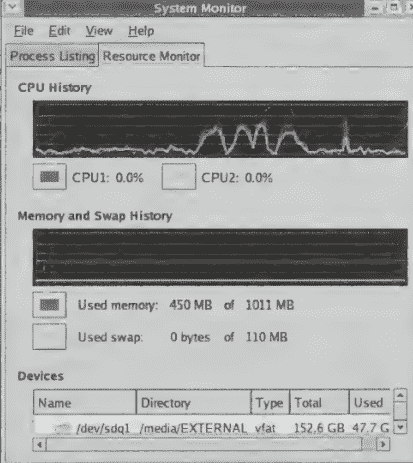 System Monitor
File Edit View Help
Process Listing Resource Monitor
CPU History
CPU1: 0.0% CPU2: 0.0%
Memory and Swap History
Used memory: 450 MB of 1011 MB
Used swap: 0 bytes of 110 MB
Devices
Name Directory Type Total Used
/dev/sdq1 /media/EXTERNAL vfat 152.6 GB 47.7 G